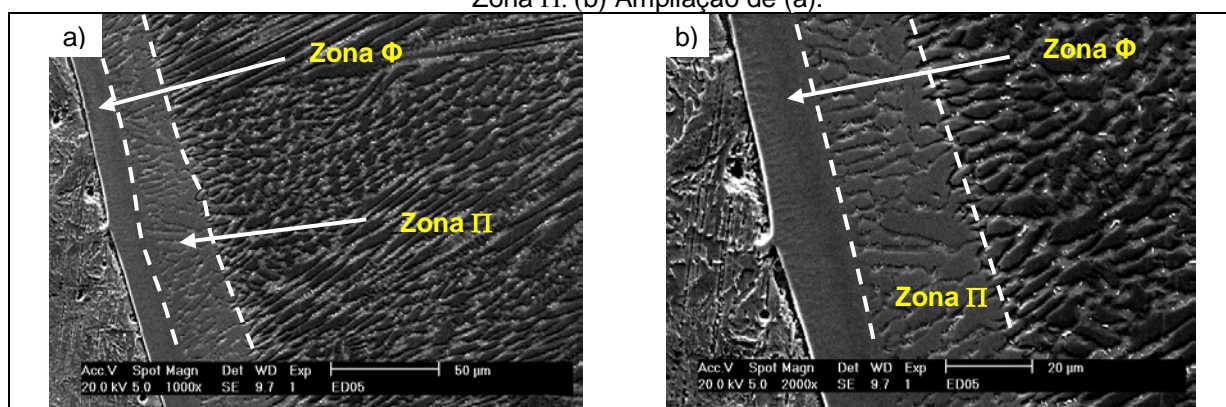 Zona Π. (b) Ampliação de (a).
a)
Zona Φ
Zona Π
Acc.V Spot Magn Det WD Exp 50 µm
20.0 kV 5.0 1000x SE 9.7 1 ED05
b)
Zona Φ
Zona Π
Acc.V Spot Magn Det WD Exp 20 µm
20.0 kV 5.0 2000x SE 9.7 1 ED05